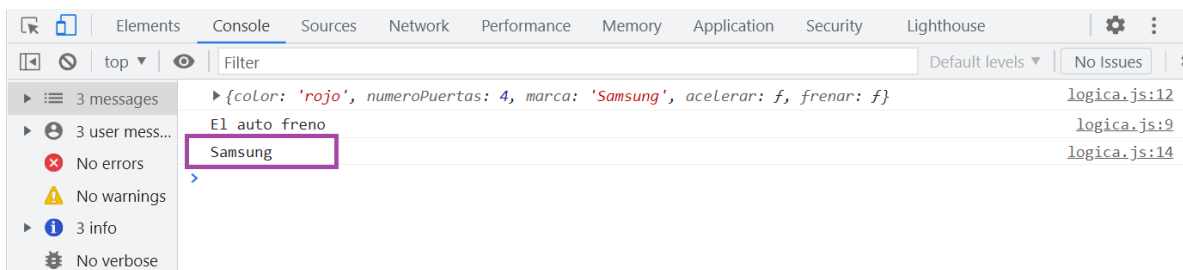 Elements Console Sources Network Performance Memory Application Security Lighthouse
top ▼ Filter Default levels ▼ No Issues
3 messages
▶{color: 'rojo', numeroPuertas: 4, marca: 'Samsung', acelerar: ƒ, frenar: ƒ} logica.js:12
3 user mess... El auto freno logica.js:9
No errors Samsung logica.js:14
>
No warnings
3 info
No verbose